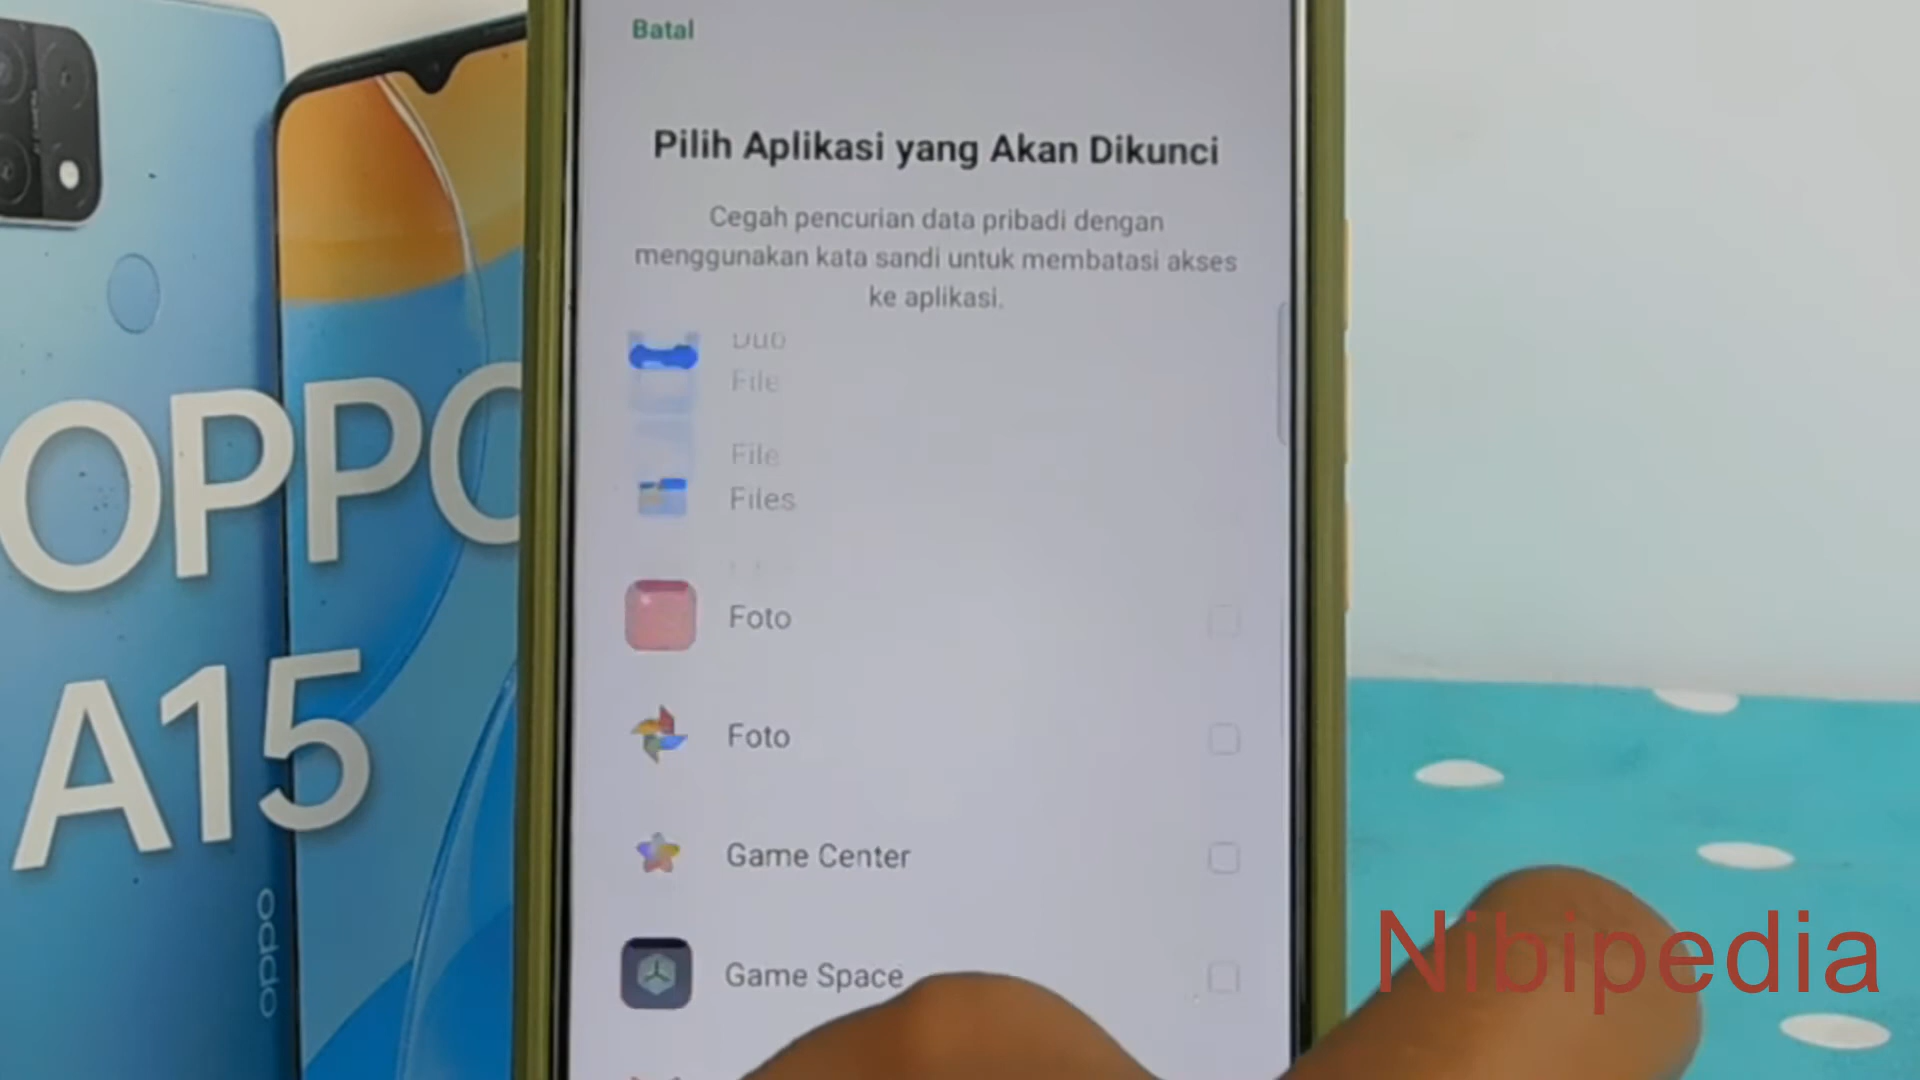 Batal
Pilih Aplikasi yang Akan Dikunci
Cegah pencurian data pribadi dengan
menggunakan kata sandi untuk membatasi akses
ke aplikasi.
Duo
File
File
Files
Foto
Foto
Game Center
Game Space
OPPO
A15
oppo
Nibipedia